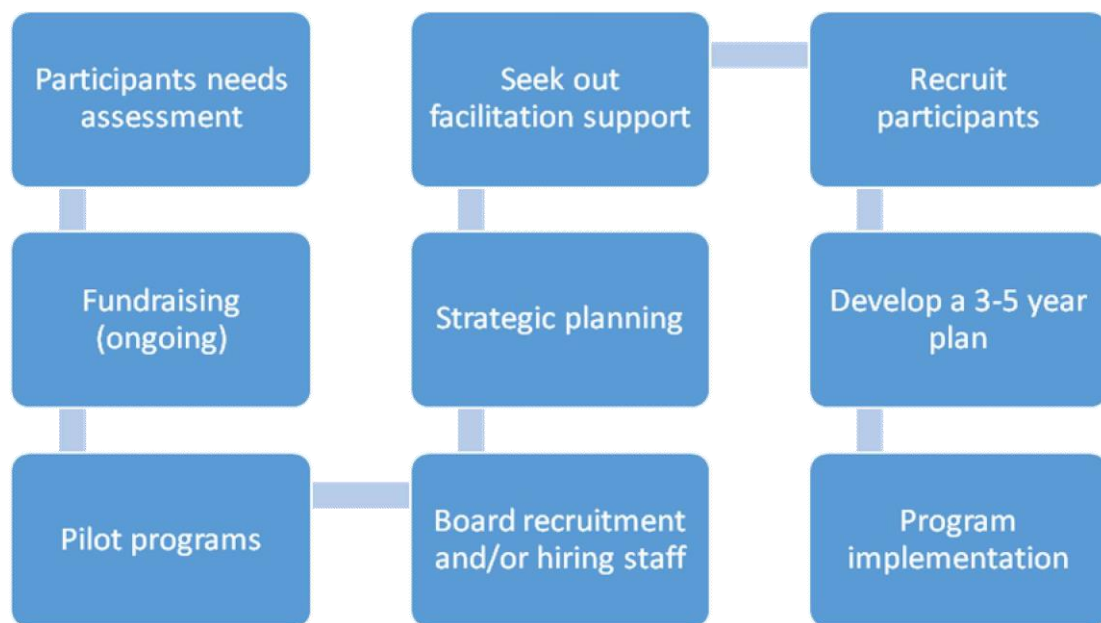 Participants needs
assessment
Fundraising
(ongoing)
Pilot programs
Board recruitment
and/or hiring staff
Strategic planning
Seek out
facilitation support
Recruit
participants
Develop a 3-5 year
plan
Program
implementation